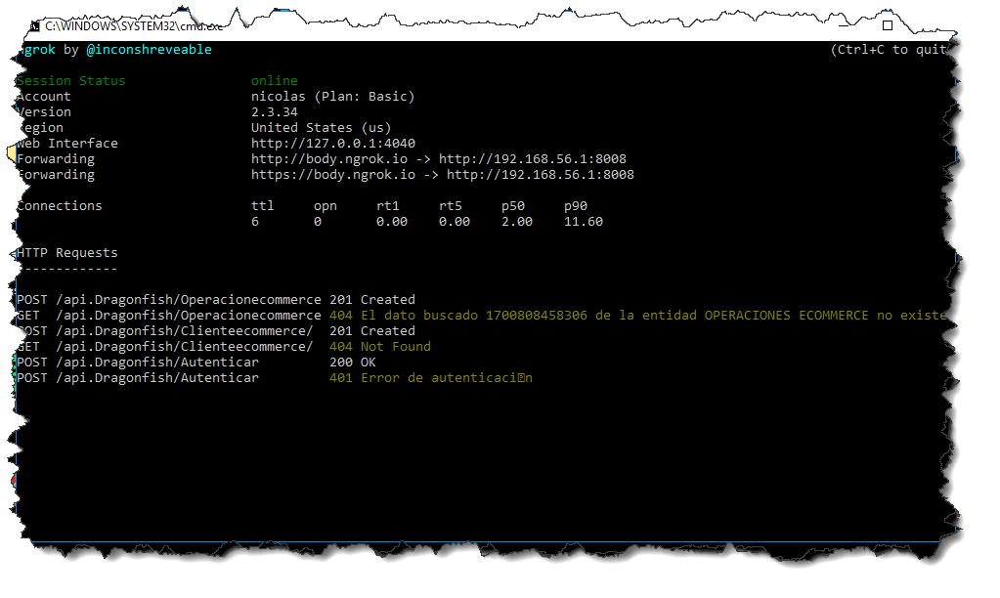 C:\WINDOWS\SYSTEM32\cmd.exe
grok by @inconshreveable (Ctrl+C to quit
Session Status online
Account nicolas (Plan: Basic)
Version 2.3.34
Region United States (us)
Web Interface http://127.0.0.1:4040
Forwarding http://body.ngrok.io -> http://192.168.56.1:8008
Forwarding https://body.ngrok.io -> http://192.168.56.1:8008
Connections ttl opn rt1 rt5 p50 p90
6 0 0.00 0.00 2.00 11.60
HTTP Requests
-------------
POST /api.Dragonfish/Operacionecommerce 201 Created
GET /api.Dragonfish/Operacionecommerce 404 El dato buscado 1700808458306 de la entidad OPERACIONES ECOMMERCE no existe
POST /api.Dragonfish/Clienteecommerce/ 201 Created
GET /api.Dragonfish/Clienteecommerce/ 404 Not Found
POST /api.Dragonfish/Autenticar 200 OK
POST /api.Dragonfish/Autenticar 401 Error de autenticaci�n